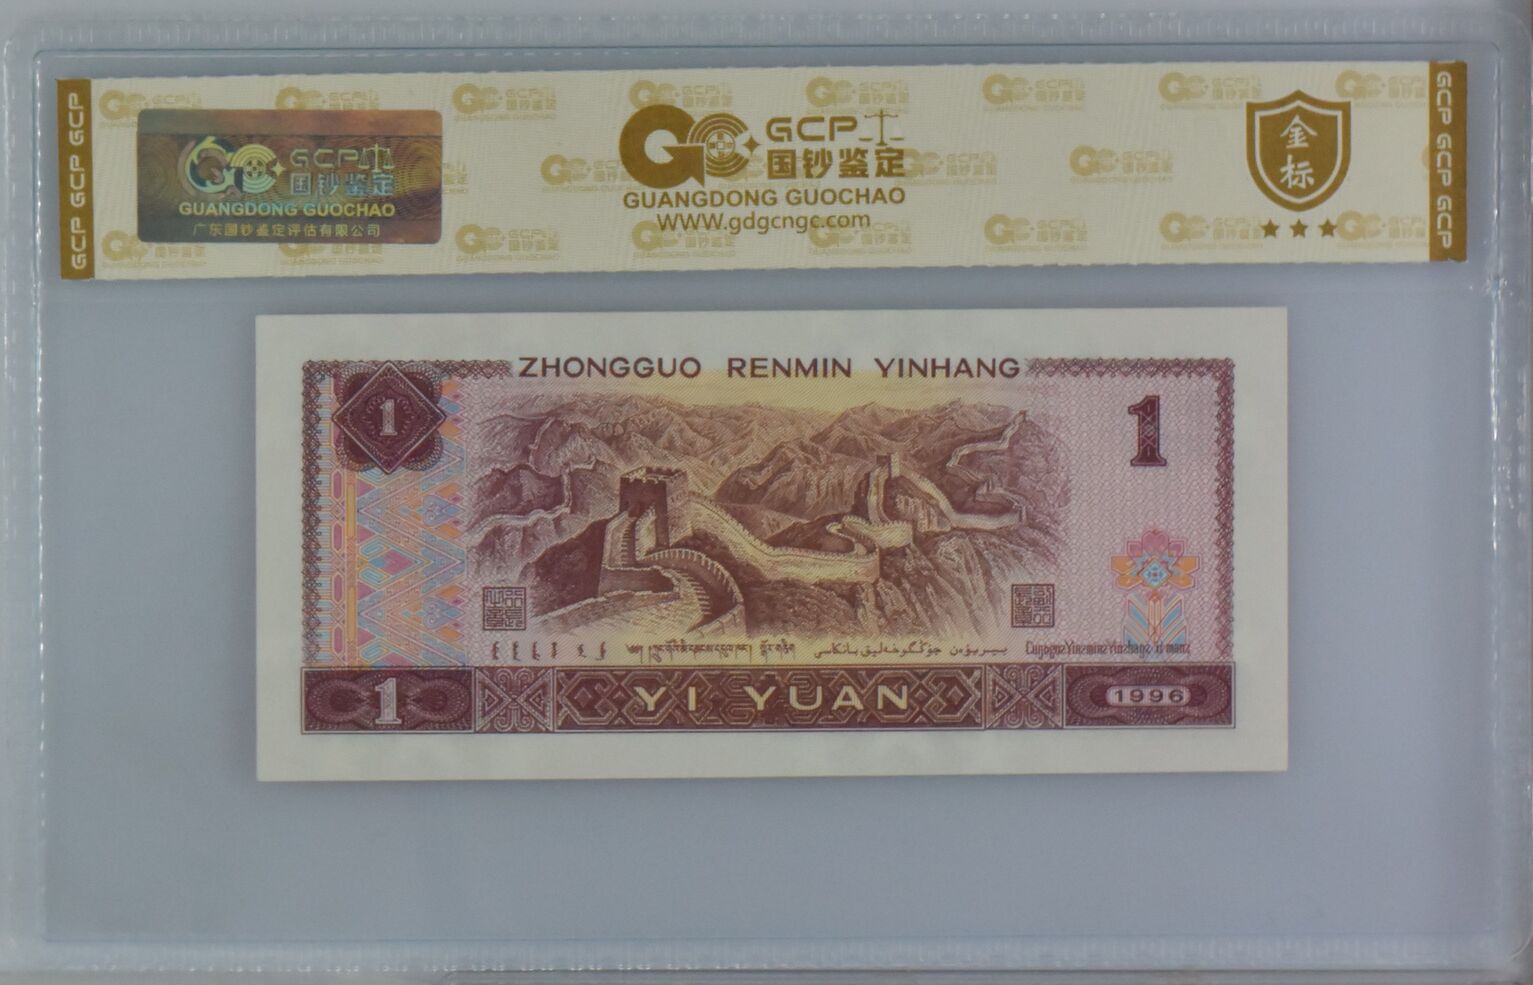 GCP GCP GCP
GCP
国钞鉴定
GUANGDONG GUOCHAO
广东国钞鉴定评估有限公司
GCP
国钞鉴定
GUANGDONG GUOCHAO
WWW.gdgcngc.com
金
标
GCP GCP GCP
ZHONGGUO RENMIN YINHANG
1
1
1
YI YUAN
1996